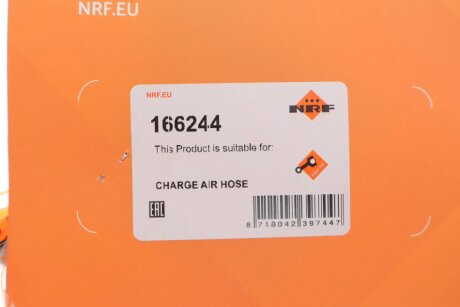 NRF.EU
NRF.EU
NRF
166244
This Product is suitable for:
CHARGE AIR HOSE
EAC
8 718042 397447